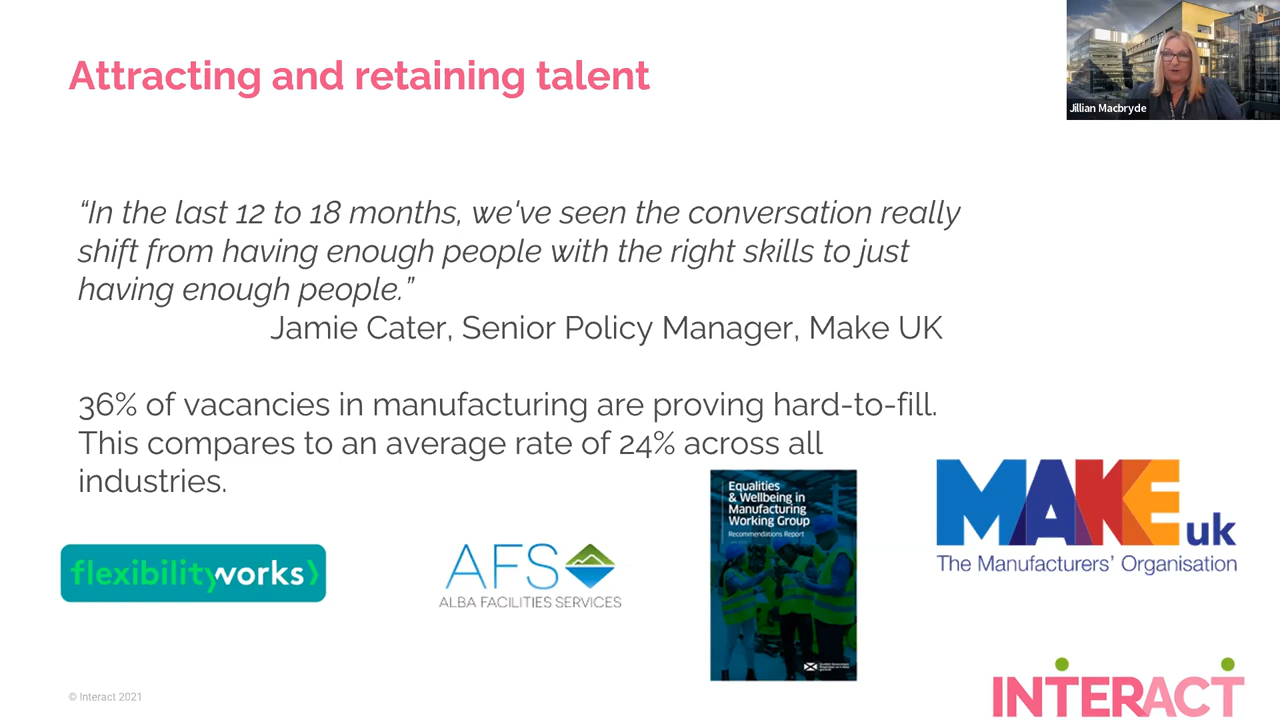 Attracting and retaining talent
Jillian Macbryde
“In the last 12 to 18 months, we've seen the conversation really
shift from having enough people with the right skills to just
having enough people.”
Jamie Cater, Senior Policy Manager, Make UK
36% of vacancies in manufacturing are proving hard-to-fill.
This compares to an average rate of 24% across all
industries.
flexibilityworks
AFS
ALBA FACILITIES SERVICES
Equalities
& Wellbeing in
Manufacturing
Working Group
Recommendations Report
MAKE uk
The Manufacturers' Organisation
© Interact 2021
INTERACT